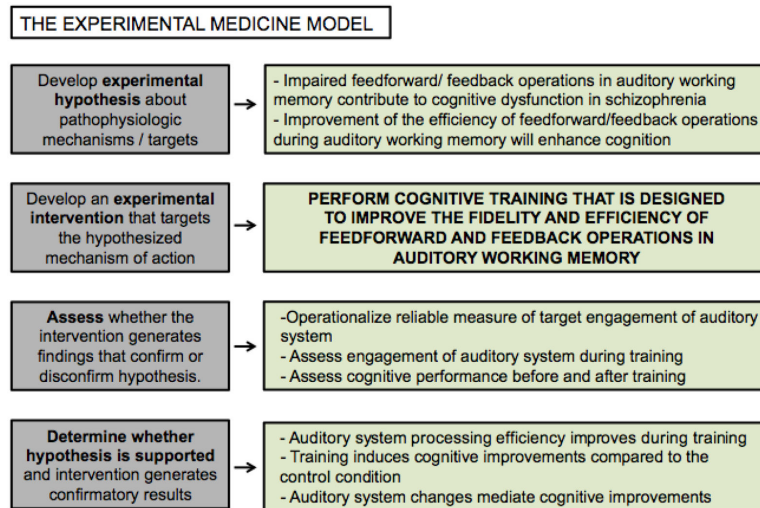 THE EXPERIMENTAL MEDICINE MODEL
Develop experimental
hypothesis about
pathophysiologic
mechanisms / targets
- Impaired feedforward/ feedback operations in auditory working
memory contribute to cognitive dysfunction in schizophrenia
- Improvement of the efficiency of feedforward/feedback operations
during auditory working memory will enhance cognition
Develop an experimental
intervention that targets
the hypothesized
mechanism of action
PERFORM COGNITIVE TRAINING THAT IS DESIGNED
TO IMPROVE THE FIDELITY AND EFFICIENCY OF
FEEDFORWARD AND FEEDBACK OPERATIONS IN
AUDITORY WORKING MEMORY
Assess whether the
intervention generates
findings that confirm or
disconfirm hypothesis.
-Operationalize reliable measure of target engagement of auditory
system
- Assess engagement of auditory system during training
- Assess cognitive performance before and after training
Determine whether
hypothesis is supported
and intervention generates
confirmatory results
- Auditory system processing efficiency improves during training
- Training induces cognitive improvements compared to the
control condition
- Auditory system changes mediate cognitive improvements